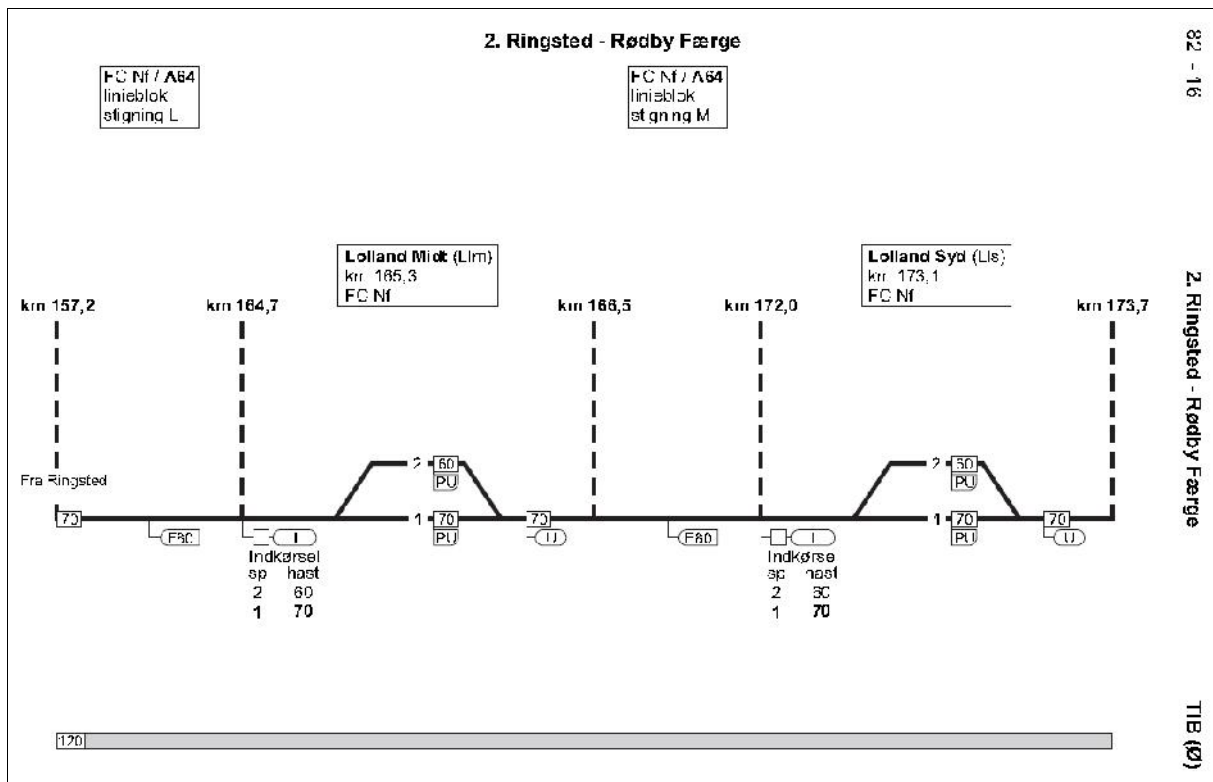 2. Ringsted - Rødby Færge
82 - 16
FC Nf / A64
linieblok
stigning L
FC Nf / A64
linieblok
stigning M
Lolland Midt (Llm)
km 165,3
FC Nf
Lolland Syd (Lls)
km 173,1
FC Nf
km 157,2
km 164,7
km 166,5
km 172,0
km 173,7
2. Ringsted - Rødby Færge
2 60
PU
2 60
PU
Fra Ringsted
70
1 70
70
1 70
70
F80
I
PU
U
F80
I
PU
U
Indkørsel
sp hast
2 60
1 70
Indkørse
sp hast
2 60
1 70
TIB (Ø)
120